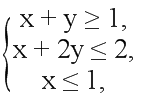 x + y ≥ 1,
x + 2y ≤ 2,
x ≤ 1,